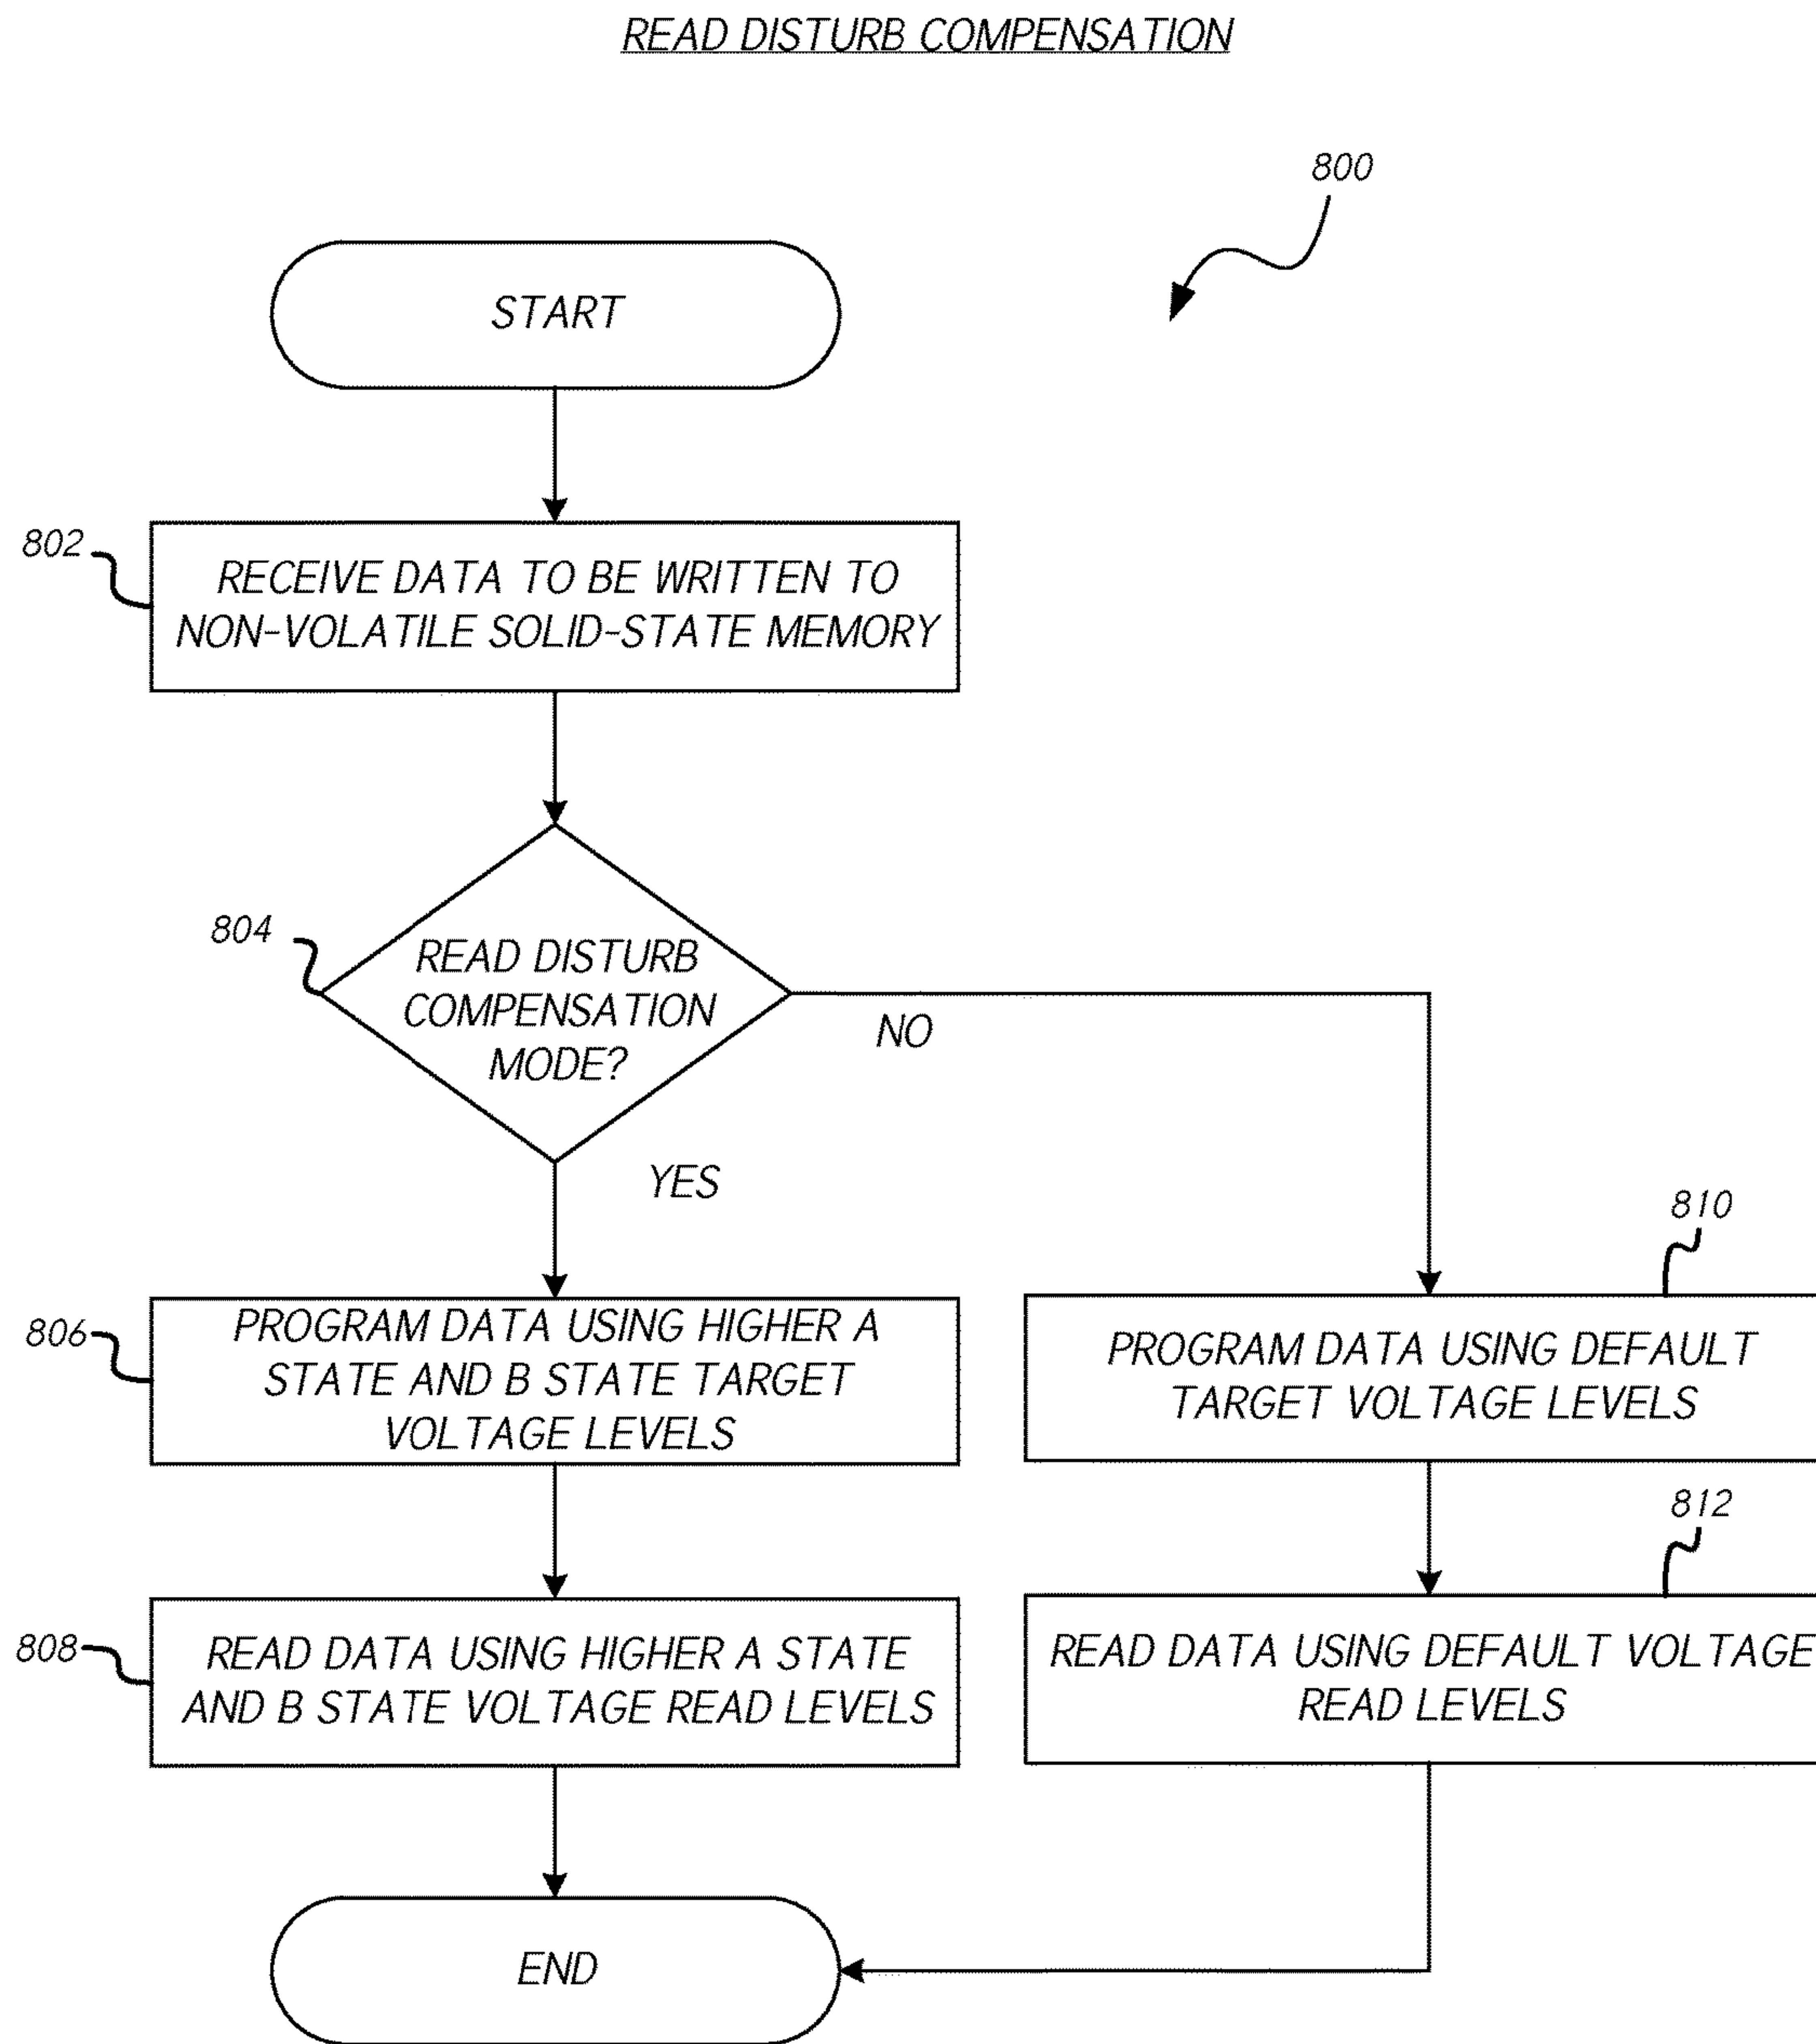 READ DISTURB COMPENSATION
800
START
802
RECEIVE DATA TO BE WRITTEN TO
NON-VOLATILE SOLID-STATE MEMORY
804
READ DISTURB
COMPENSATION
MODE?
NO
YES
806
PROGRAM DATA USING HIGHER A
STATE AND B STATE TARGET
VOLTAGE LEVELS
810
PROGRAM DATA USING DEFAULT
TARGET VOLTAGE LEVELS
808
READ DATA USING HIGHER A STATE
AND B STATE VOLTAGE READ LEVELS
812
READ DATA USING DEFAULT VOLTAGE
READ LEVELS
END